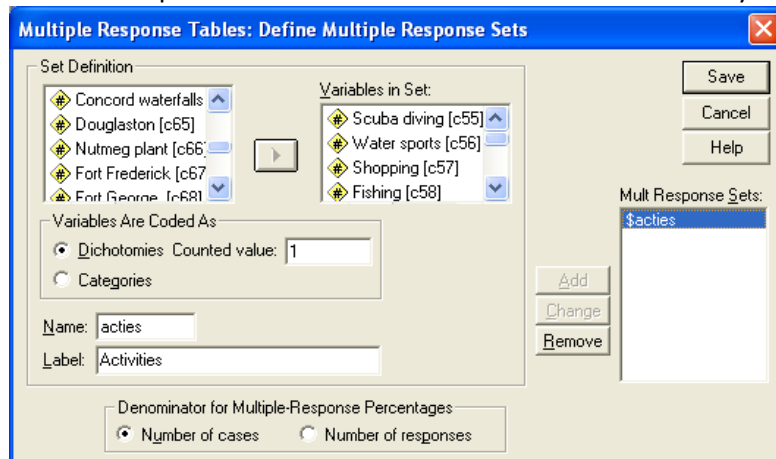 Multiple Response Tables: Define Multiple Response Sets
Set Definition
Concord waterfalls
Douglaston [c65]
Nutmeg plant [c66]
Fort Frederick [c67
Fort George [c68]
Variables in Set:
Scuba diving [c55]
Water sports [c56]
Shopping [c57]
Fishing [c58]
Save
Cancel
Help
Variables Are Coded As
Dichotomies Counted value: 1
Categories
Name: acties
Label: Activities
Mult Response Sets:
$acties
Add
Change
Remove
Denominator for Multiple-Response Percentages
Number of cases Number of responses